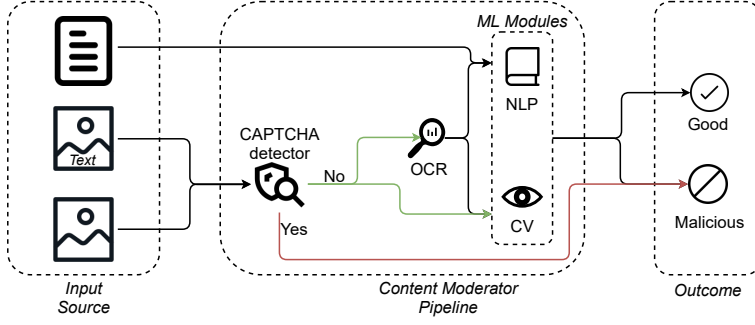 ML Modules
NLP
Good
Text
CAPTCHA
detector
OCR
No
Yes
CV
Malicious
Input
Source
Content Moderator
Pipeline
Outcome